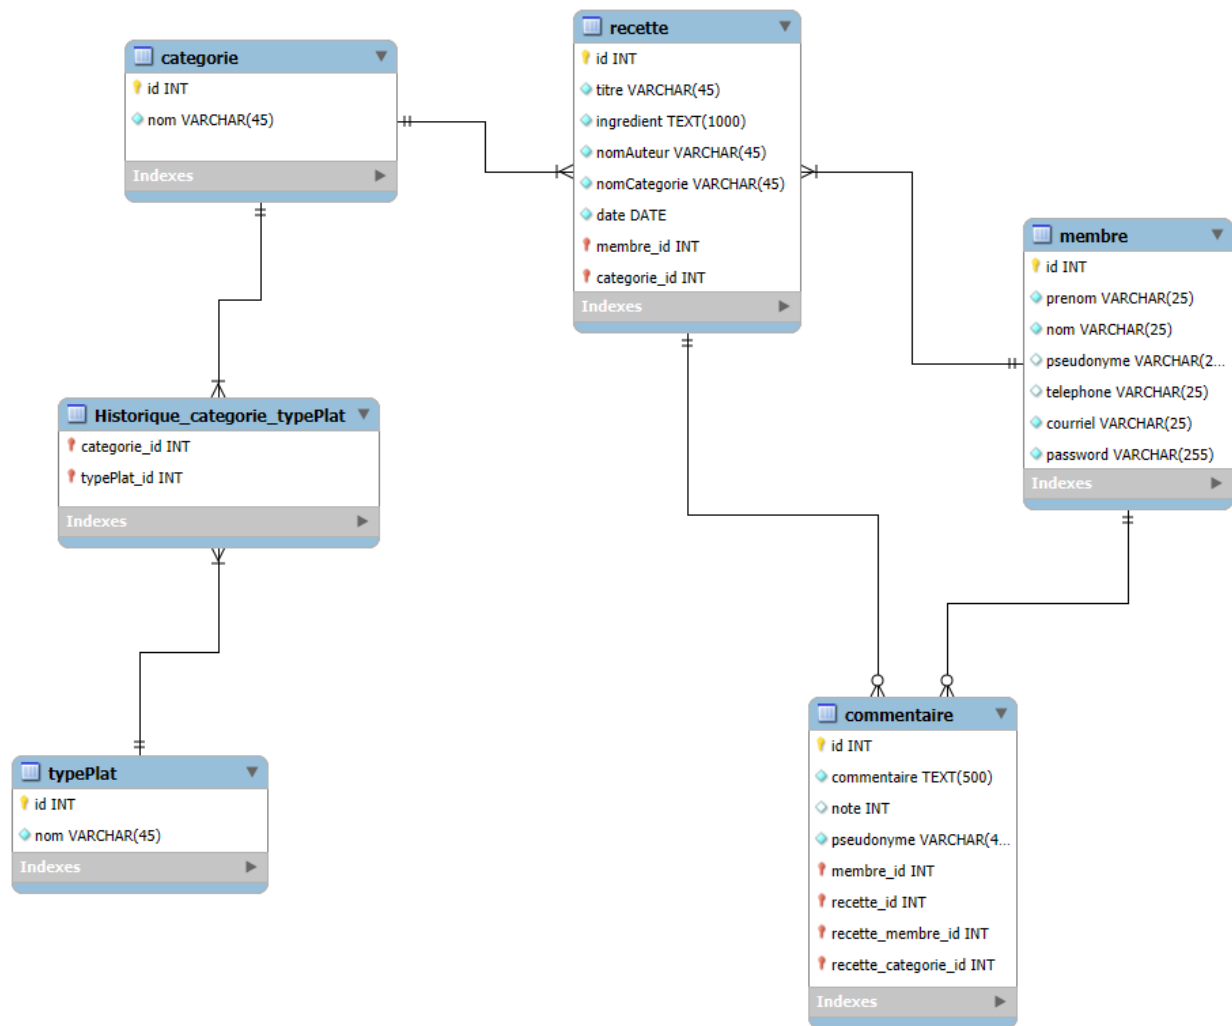 categorie
id INT
nom VARCHAR(45)
Indexes
recette
id INT
titre VARCHAR(45)
ingredient TEXT(1000)
nomAuteur VARCHAR(45)
nomCategorie VARCHAR(45)
date DATE
membre_id INT
categorie_id INT
Indexes
membre
id INT
prenom VARCHAR(25)
nom VARCHAR(25)
pseudonyme VARCHAR(2...
telephone VARCHAR(25)
courriel VARCHAR(25)
password VARCHAR(255)
Indexes
Historique_categorie_typePlat
categorie_id INT
typePlat_id INT
Indexes
typePlat
id INT
nom VARCHAR(45)
Indexes
commentaire
id INT
commentaire TEXT(500)
note INT
pseudonyme VARCHAR(4...
membre_id INT
recette_id INT
recette_membre_id INT
recette_categorie_id INT
Indexes